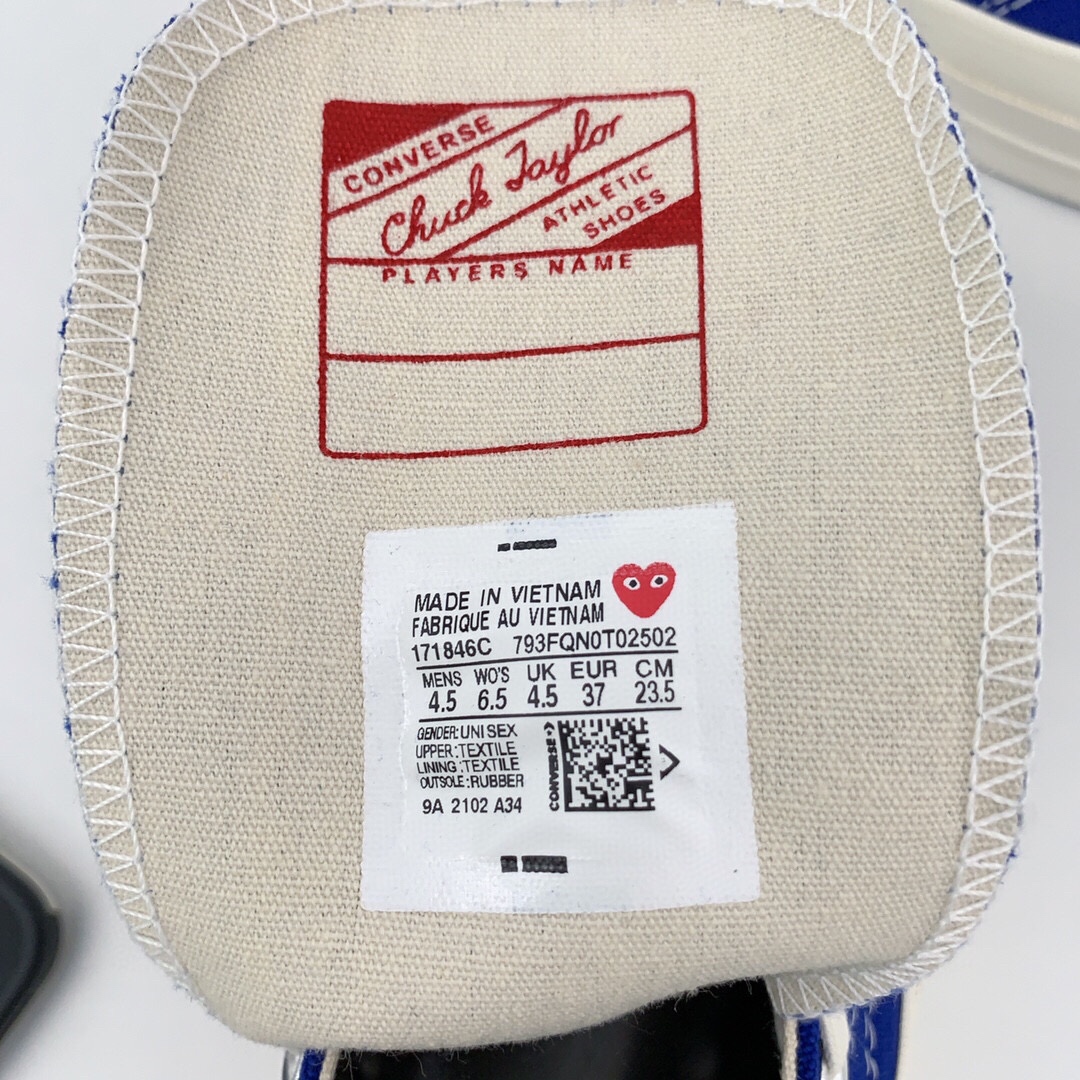 CONVERSE
Chuck Taylor
ATHLETIC
SHOES
PLAYERS NAME
MADE IN VIETNAM
FABRIQUE AU VIETNAM
171846C 793FQN0T02502
MENS WO'S UK EUR CM
4.5 6.5 4.5 37 23.5
GENDER:UNISEX
UPPER:TEXTILE
LINING:TEXTILE
OUTSOLE:RUBBER
9A 2102 A34
CONVERSE